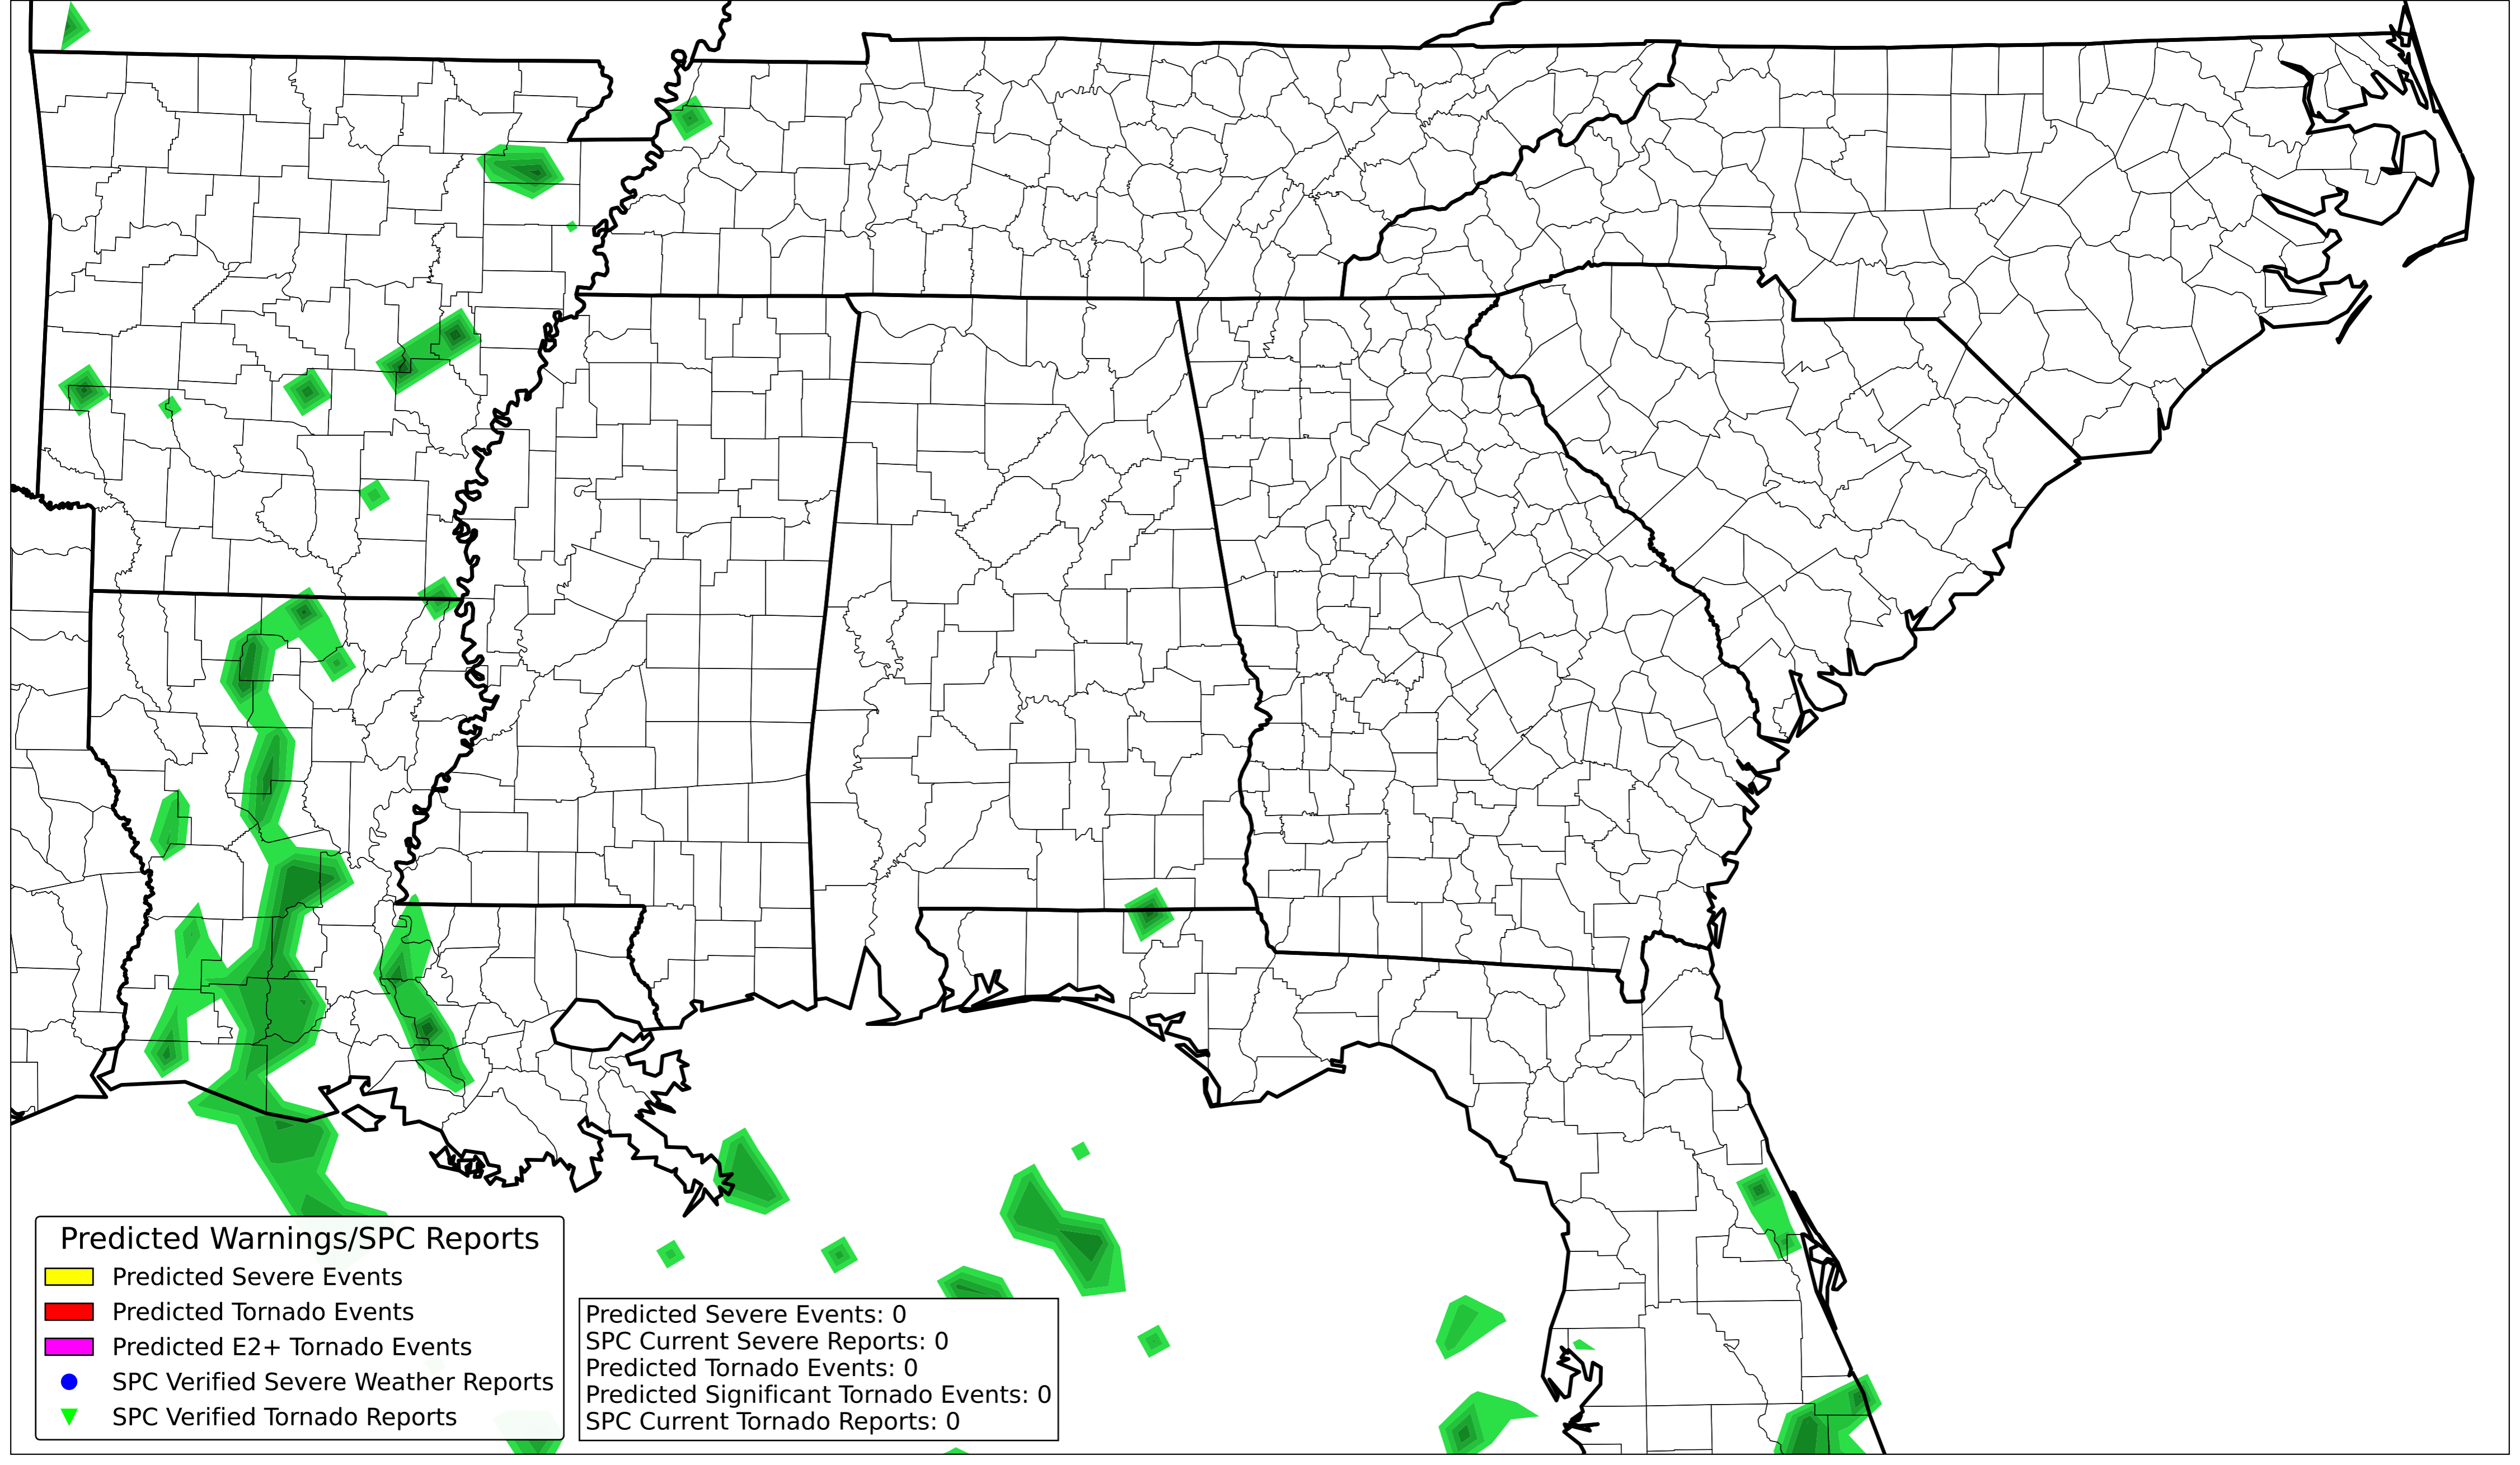 Predicted Warnings/SPC Reports
Predicted Severe Events
Predicted Tornado Events
Predicted E2+ Tornado Events
SPC Verified Severe Weather Reports
SPC Verified Tornado Reports
Predicted Severe Events: 0
SPC Current Severe Reports: 0
Predicted Tornado Events: 0
Predicted Significant Tornado Events: 0
SPC Current Tornado Reports: 0